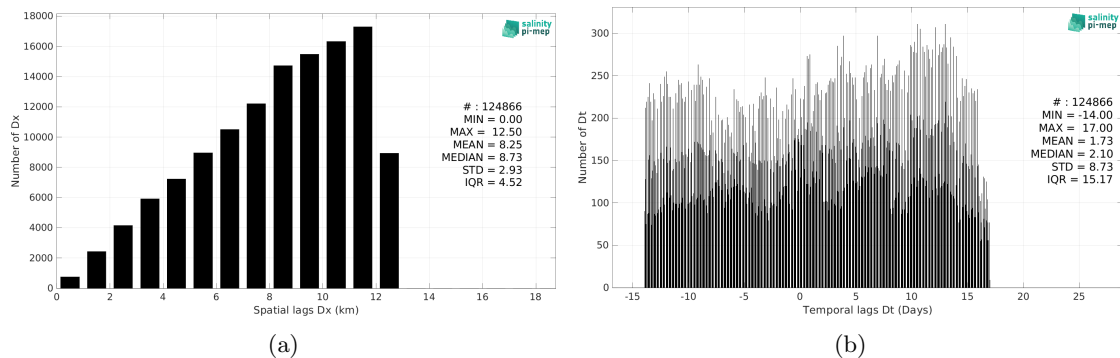 18000
16000
14000
12000
10000
8000
6000
4000
2000
0
Number of Dx
0 2 4 6 8 10 12 14 16 18
Spatial lags Dx (km)
salinity
pi-mep
# : 124866
MIN = 0.00
MAX = 12.50
MEAN = 8.25
MEDIAN = 8.73
STD = 2.93
IQR = 4.52
(a)
300
250
200
150
100
50
0
Number of Dt
-15 -10 -5 0 5 10 15 20 25
Temporal lags Dt (Days)
salinity
pi-mep
# : 124866
MIN = -14.00
MAX = 17.00
MEAN = 1.73
MEDIAN = 2.10
STD = 8.73
IQR = 15.17
(b)